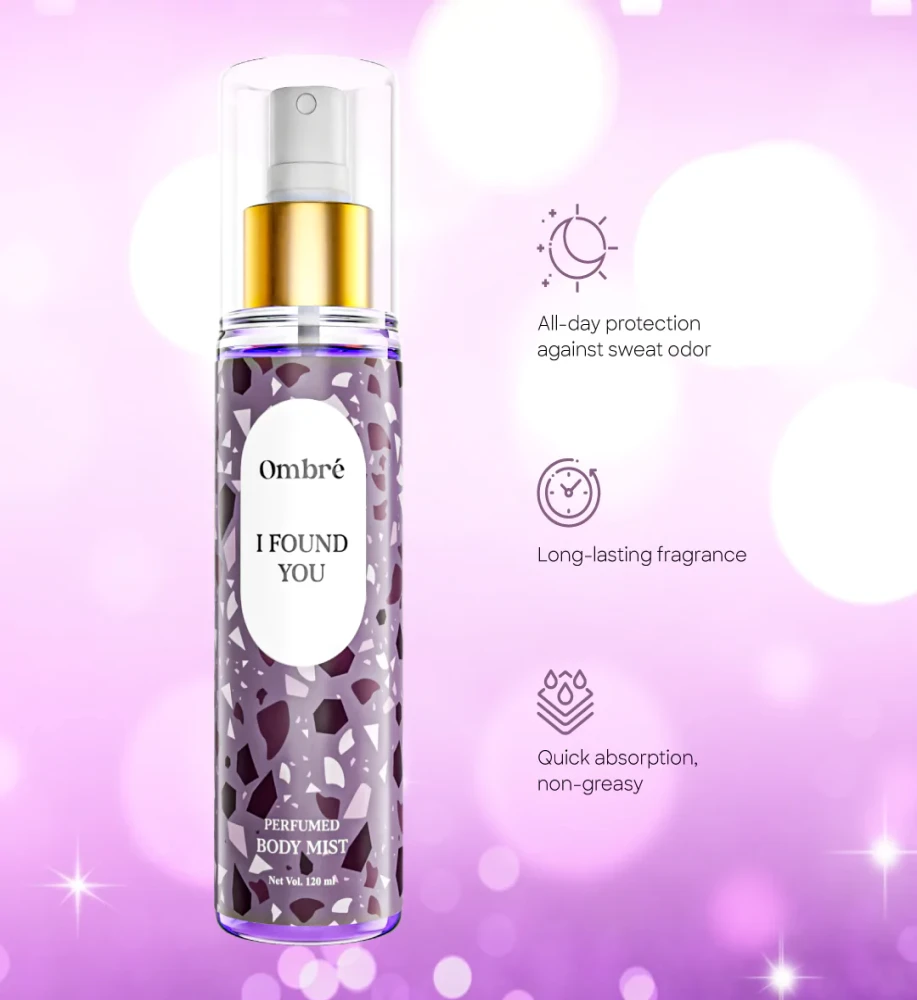 Ombré
I FOUND
YOU
PERFUMED
BODY MIST
Net Vol. 120 ml
All-day protection
against sweat odor
Long-lasting fragrance
Quick absorption,
non-greasy